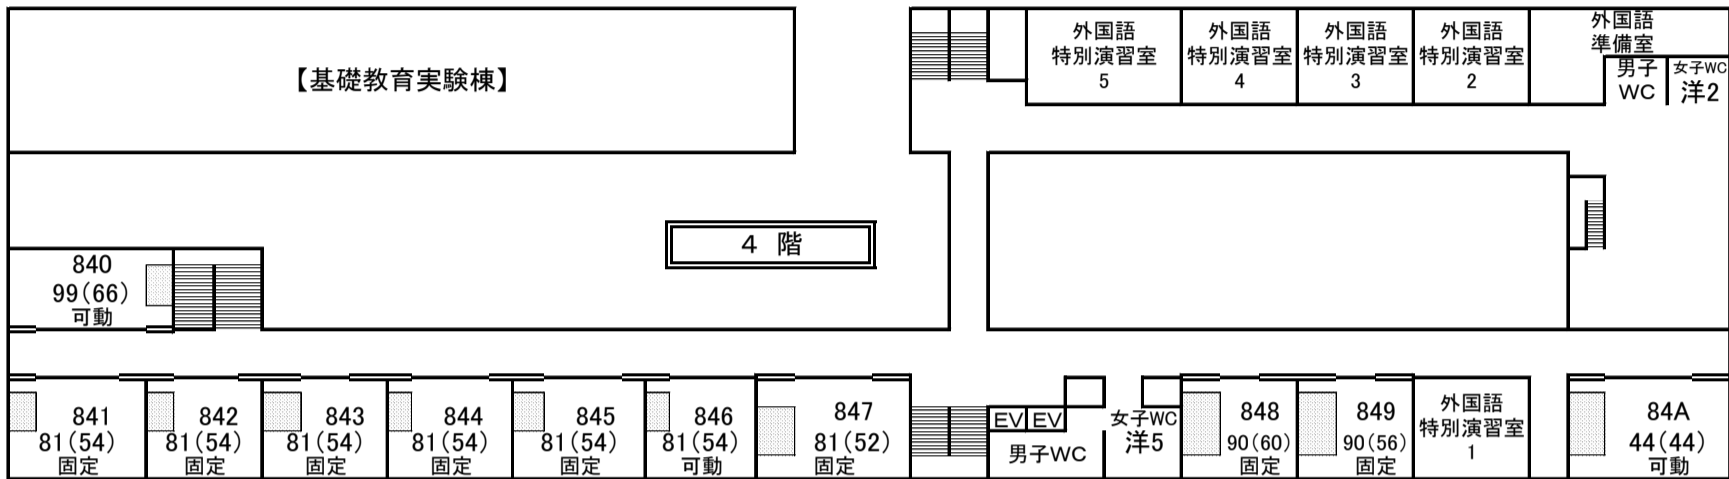 【基礎教育実験棟】
外国語
特別演習室
5
外国語
特別演習室
4
外国語
特別演習室
3
外国語
特別演習室
2
外国語
準備室
男子
WC
女子WC
洋2
4 階
840
99(66)
可動
841
81(54)
固定
842
81(54)
固定
843
81(54)
固定
844
81(54)
固定
845
81(54)
固定
846
81(54)
可動
847
81(52)
固定
EV
EV
男子WC
女子WC
洋5
848
90(60)
固定
849
90(56)
固定
外国語
特別演習室
1
84A
44(44)
可動